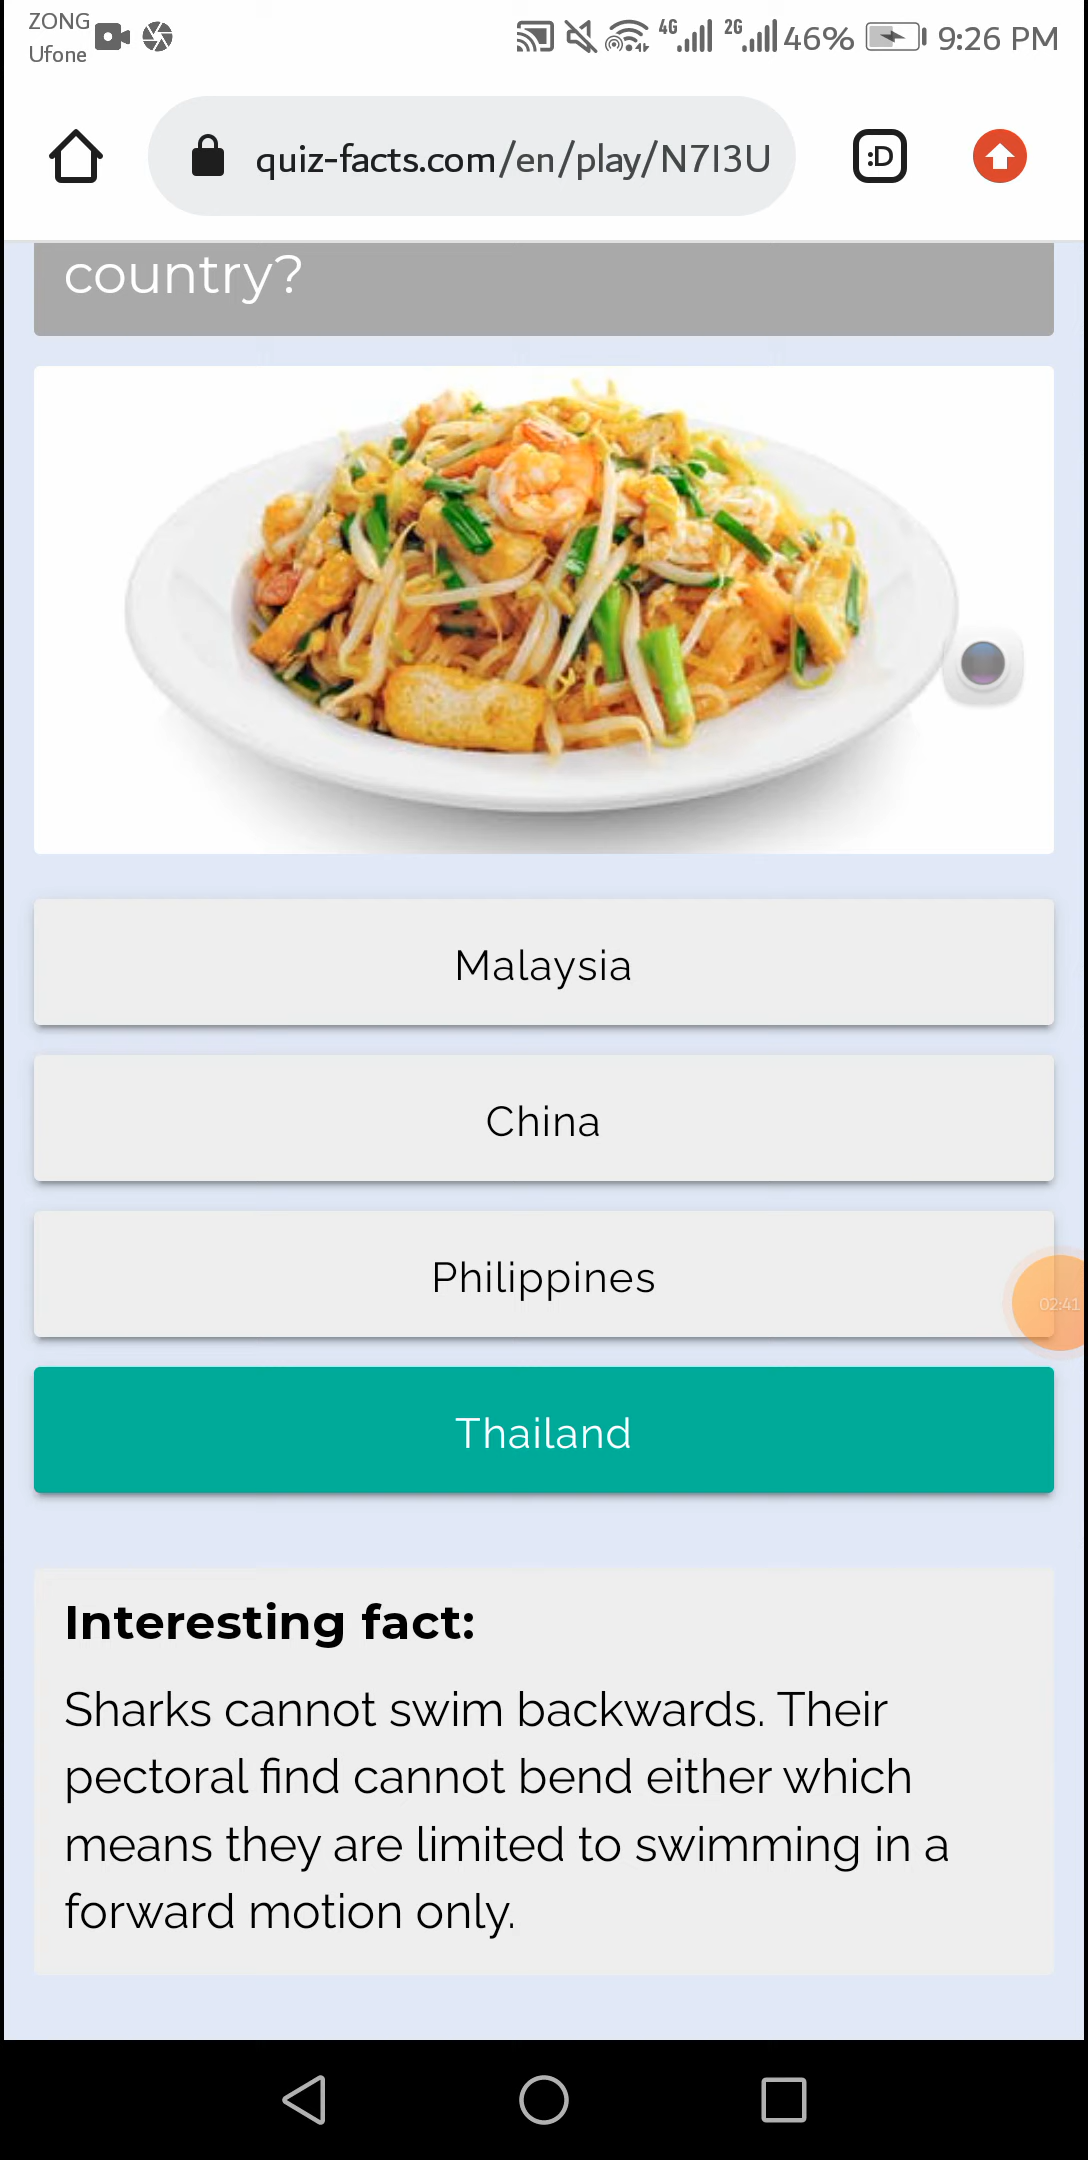 ZONG
Ufone
4G
2G
46%
9:26 PM
quiz-facts.com/en/play/N7I3U
:D
country?
Malaysia
China
Philippines
02:41
Thailand
Interesting fact:
Sharks cannot swim backwards. Their
pectoral find cannot bend either which
means they are limited to swimming in a
forward motion only.